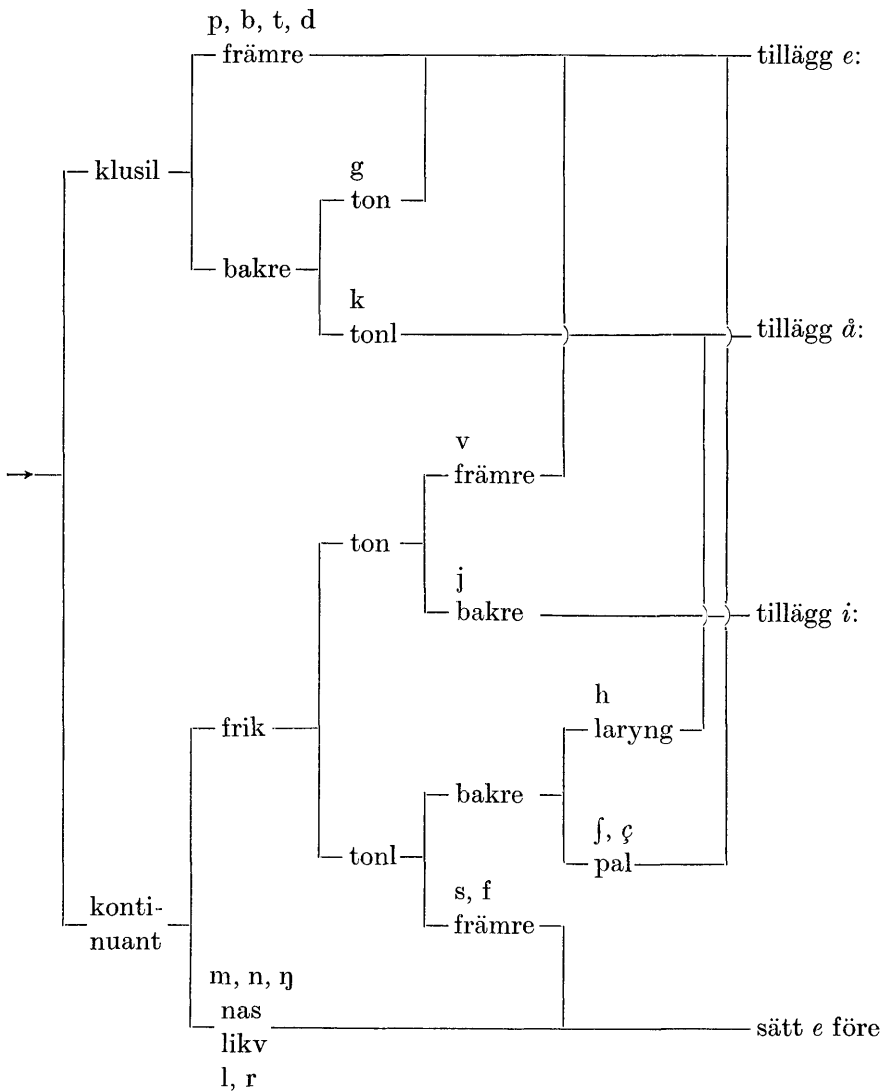 p, b, t, d
främre
tillägg e:
klusil
g
ton
bakre
k
tonl
tillägg å:
→
v
främre
ton
j
bakre
tillägg i:
h
laryng
frik
bakre
ʃ, ç
pal
tonl
s, f
främre
konti-
nuant
m, n, ŋ
nas
likv
l, r
sätt e före